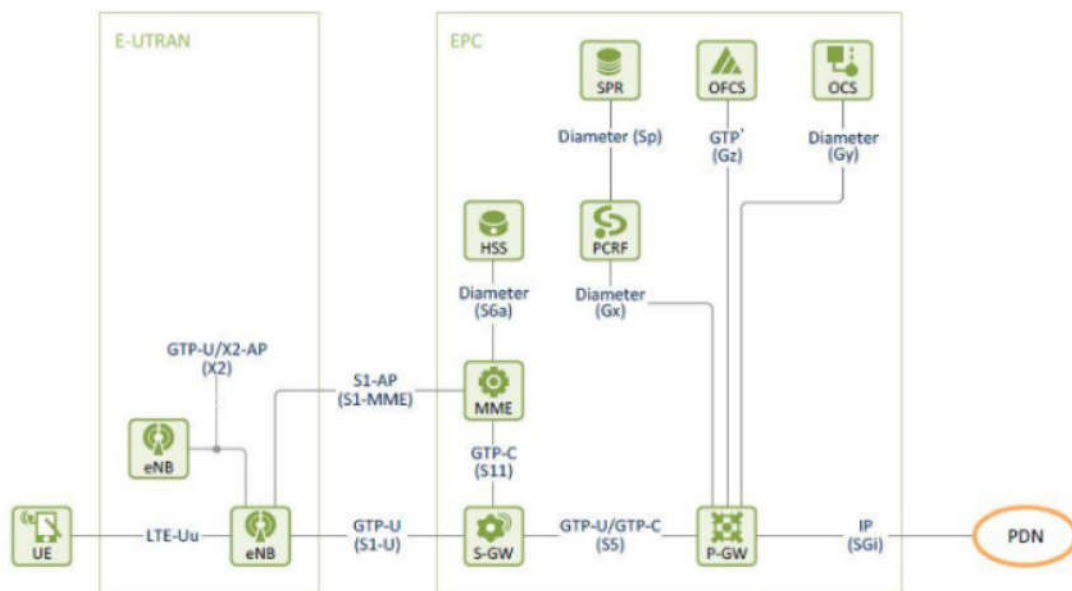 E-UTRAN
EPC
SPR
OFCS
OCS
Diameter (Sp)
GTP'
(Gz)
Diameter
(Gy)
HSS
PCRF
Diameter
(S6a)
Diameter
(Gx)
GTP-U/X2-AP
(X2)
S1-AP
(S1-MME)
MME
eNB
GTP-C
(S11)
UE
LTE-Uu
eNB
GTP-U
(S1-U)
S-GW
GTP-U/GTP-C
(S5)
P-GW
IP
(SGi)
PDN